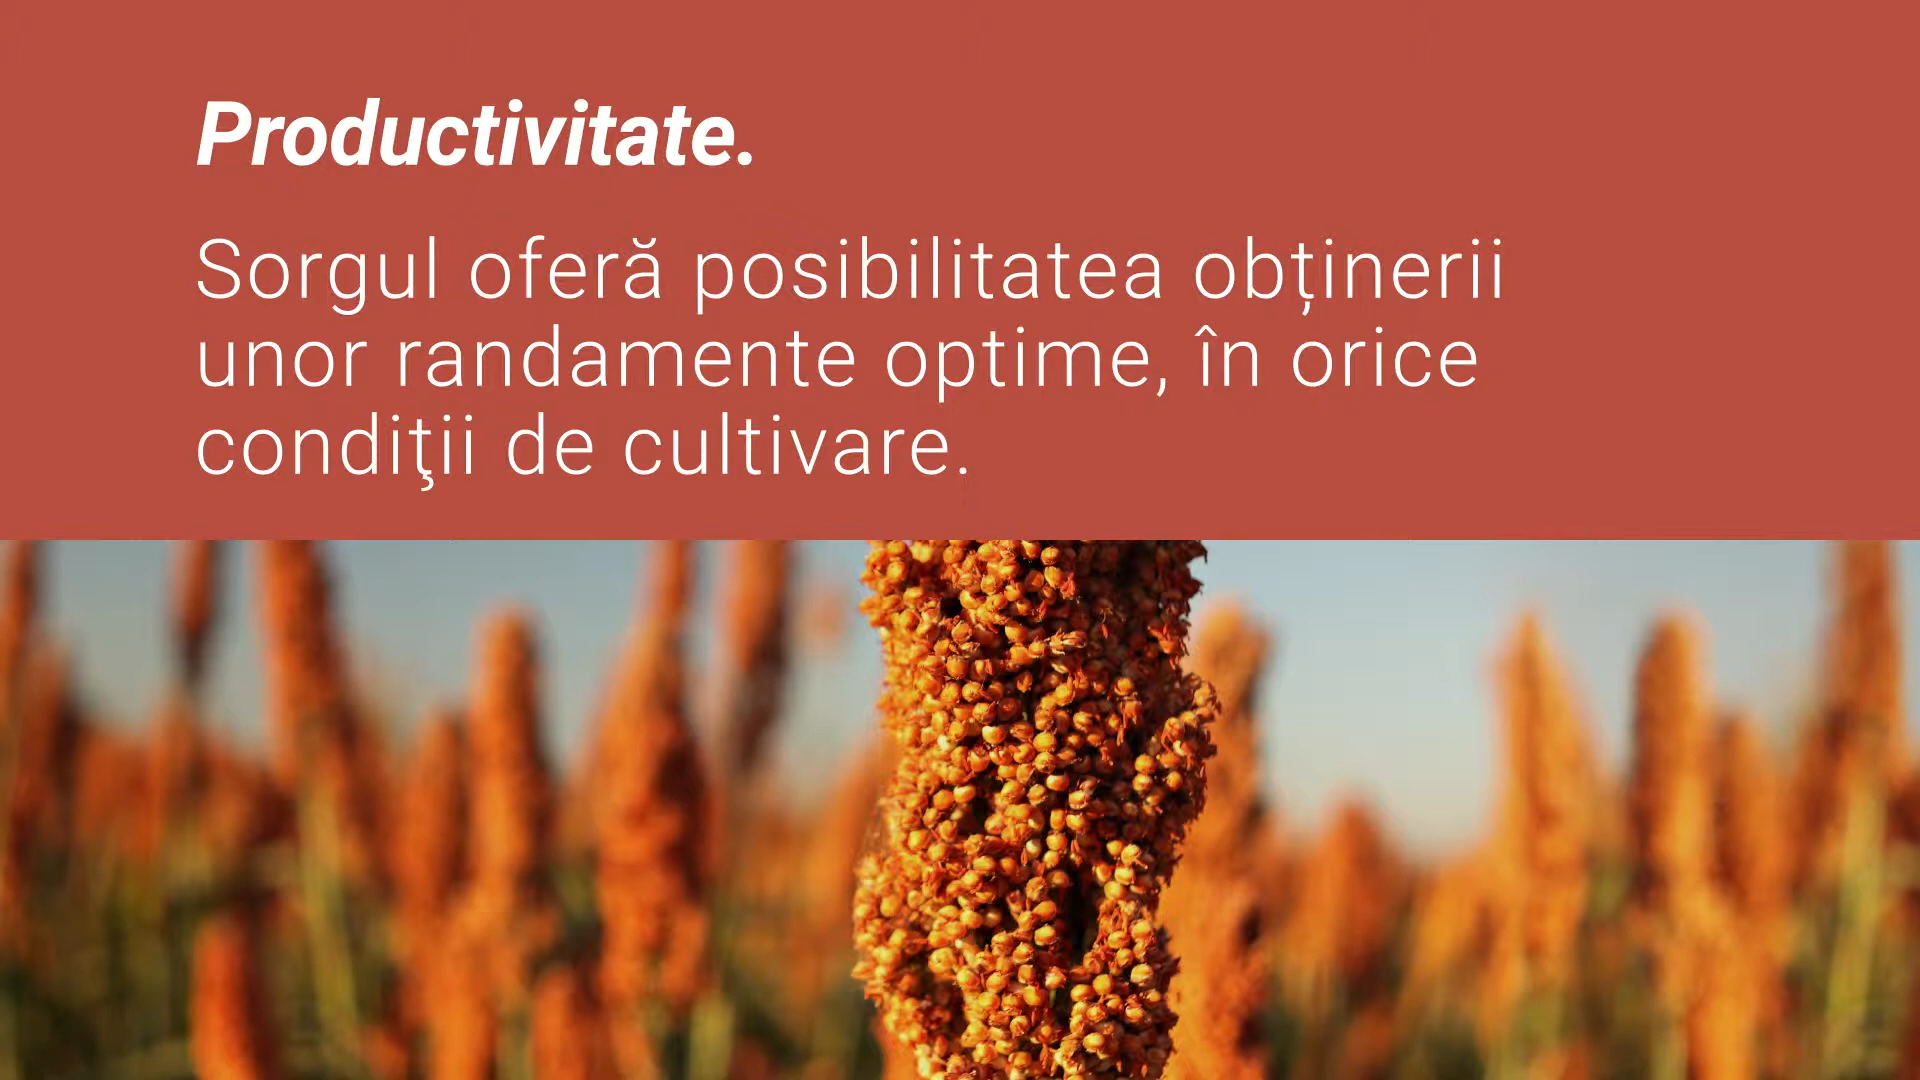 Productivitate.
Sorgul oferă posibilitatea obținerii
unor randamente optime, în orice
condiţii de cultivare.